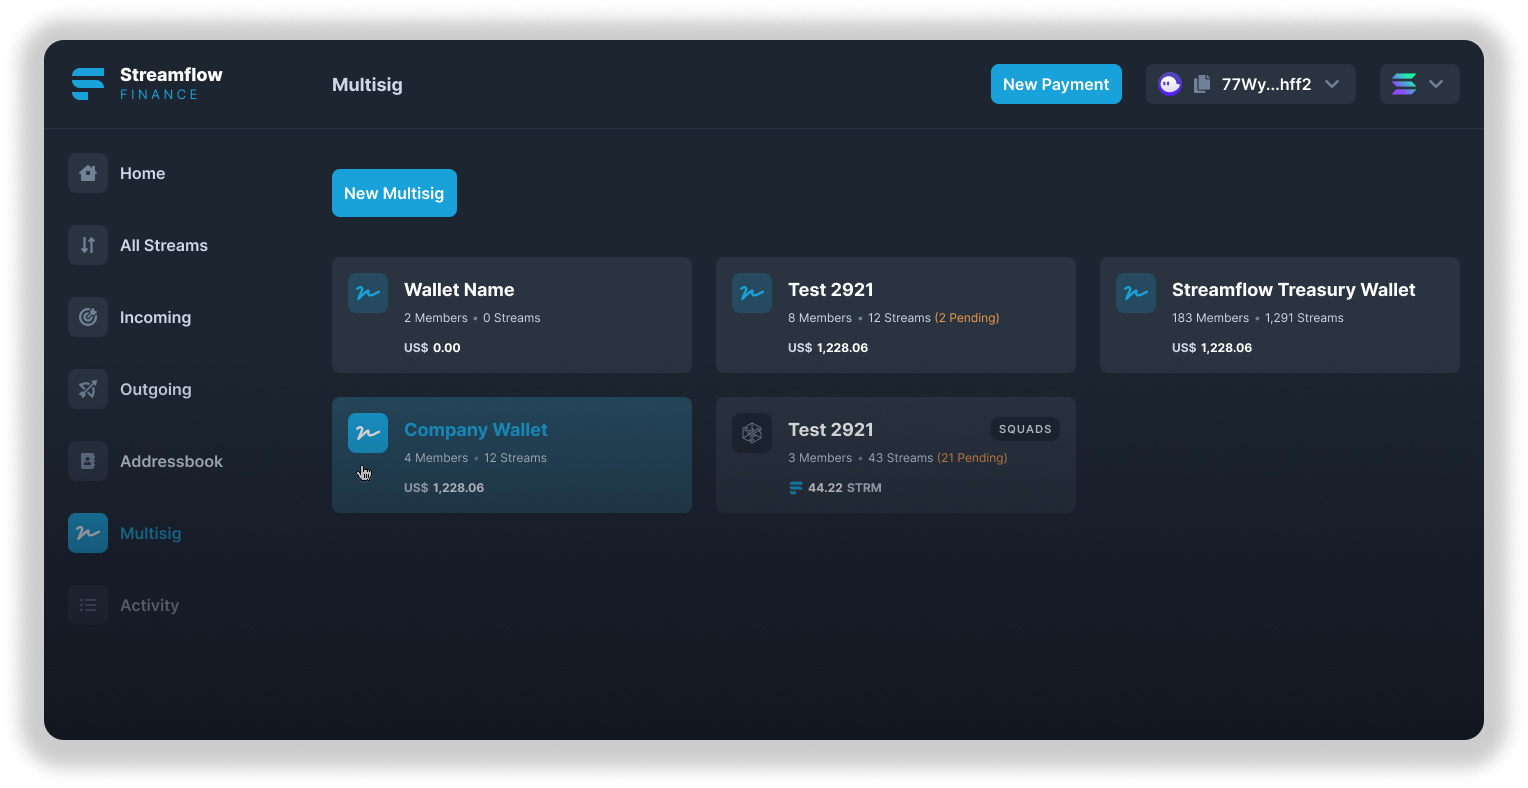 Streamflow
FINANCE
Multisig
New Payment
77Wy...hff2
Home
All Streams
Incoming
Outgoing
Addressbook
Multisig
Activity
New Multisig
Wallet Name
2 Members • 0 Streams
US$ 0.00
Test 2921
8 Members • 12 Streams (2 Pending)
US$ 1,228.06
Streamflow Treasury Wallet
183 Members • 1,291 Streams
US$ 1,228.06
Company Wallet
4 Members • 12 Streams
US$ 1,228.06
Test 2921
SQUADS
3 Members • 43 Streams (21 Pending)
44.22 STRM